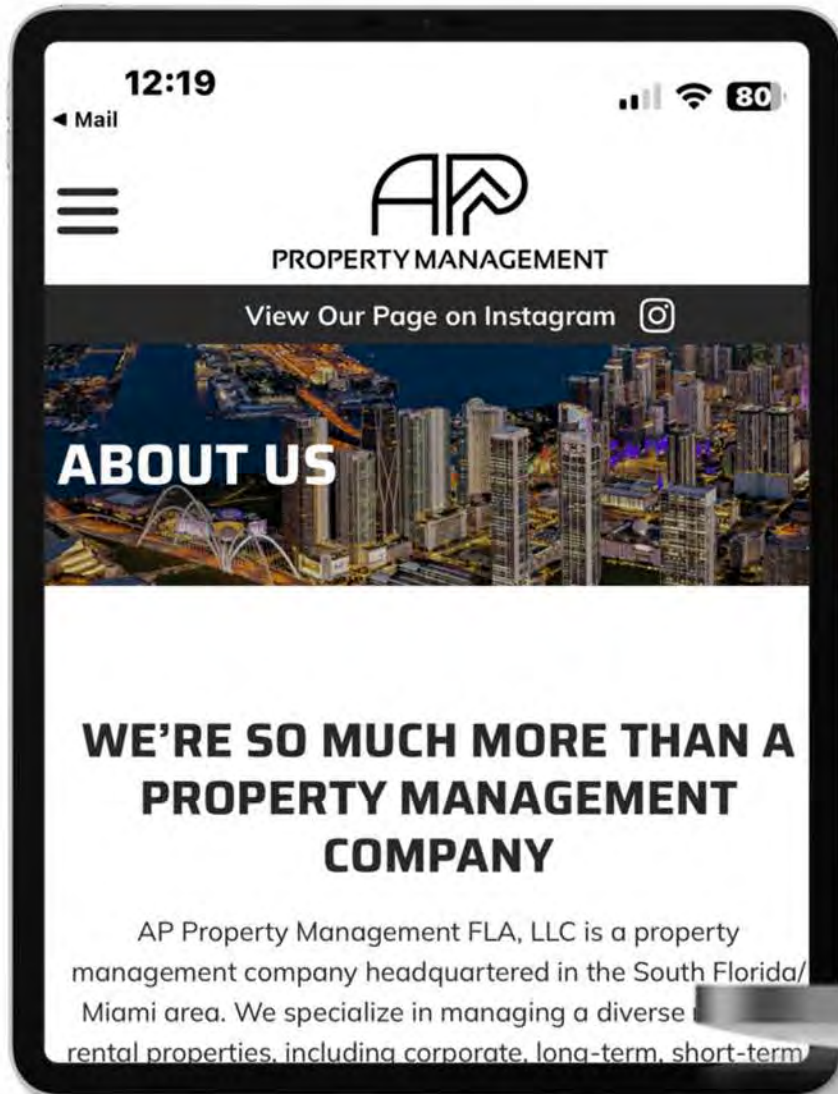 12:19
◀ Mail
80
AP
PROPERTY MANAGEMENT
View Our Page on Instagram
ABOUT US
WE'RE SO MUCH MORE THAN A
PROPERTY MANAGEMENT
COMPANY
AP Property Management FLA, LLC is a property
management company headquartered in the South Florida/
Miami area. We specialize in managing a diverse
rental properties, including corporate, long-term, short-term